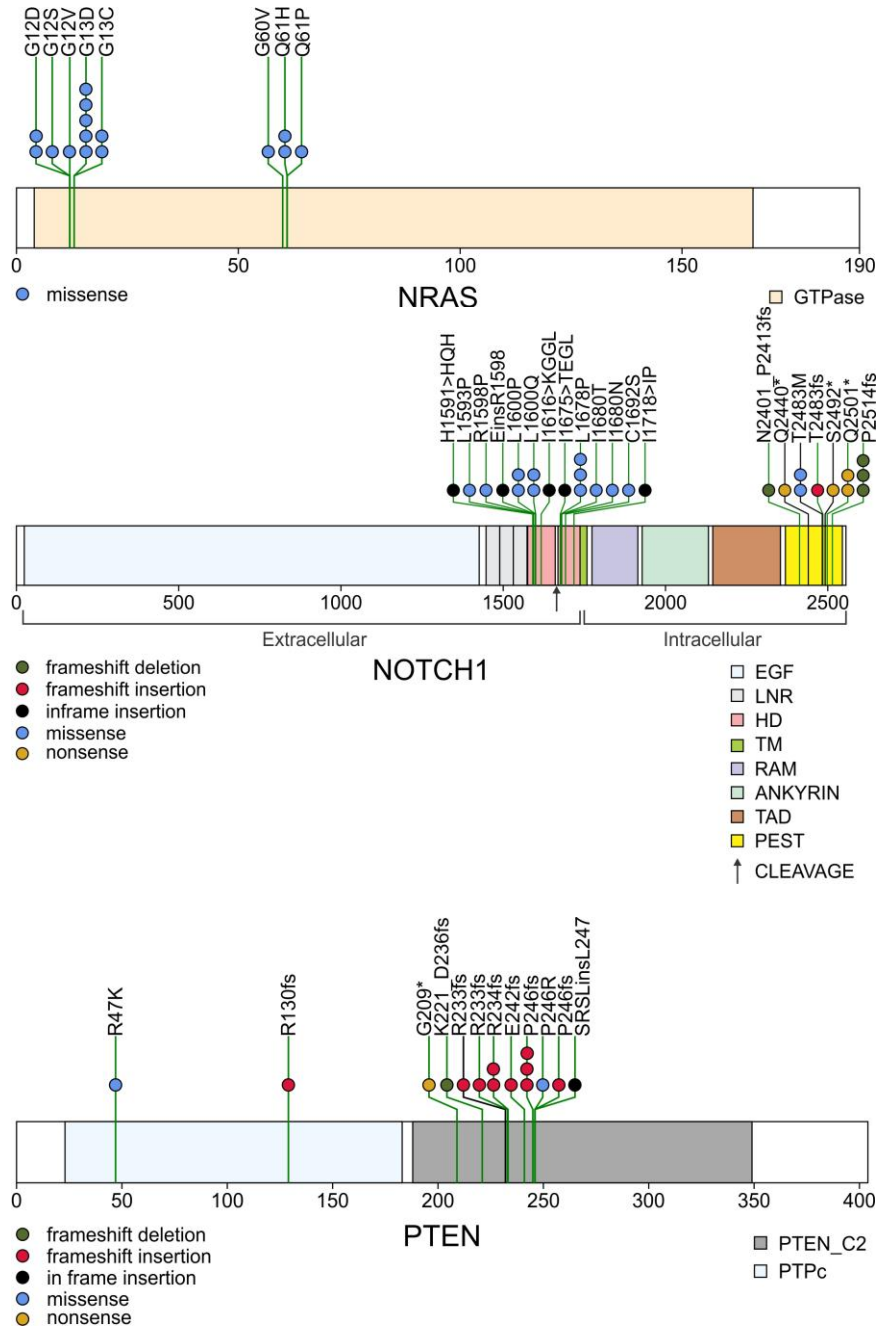 G12D
G12S
G12V
G13D
G13C
G60V
Q61H
Q61P
0 50 100 150 190
missense
NRAS
GTPase
H1591>HQH
L1593P
R1598P
EinsR1598
L1600P
L1600Q
I1616>KGGL
I1675>TEGL
L1678P
I1680T
I1680N
C1692S
I1718>IP
N2401_P2413fs
Q2440*
T2483M
T2483fs
S2492*
Q2501*
P2514fs
0 500 1000 1500 2000 2500
Extracellular Intracellular
NOTCH1
frameshift deletion
frameshift insertion
inframe insertion
missense
nonsense
EGF
LNR
HD
TM
RAM
ANKYRIN
TAD
PEST
CLEAVAGE
R47K
R130fs
G209*
K221_D236fs
R233fs
R233fs
R234fs
E242fs
P246fs
P246R
P246fs
SRSLinsL247
0 50 100 150 200 250 300 350 400
PTEN
frameshift deletion
frameshift insertion
in frame insertion
missense
nonsense
PTEN_C2
PTPc